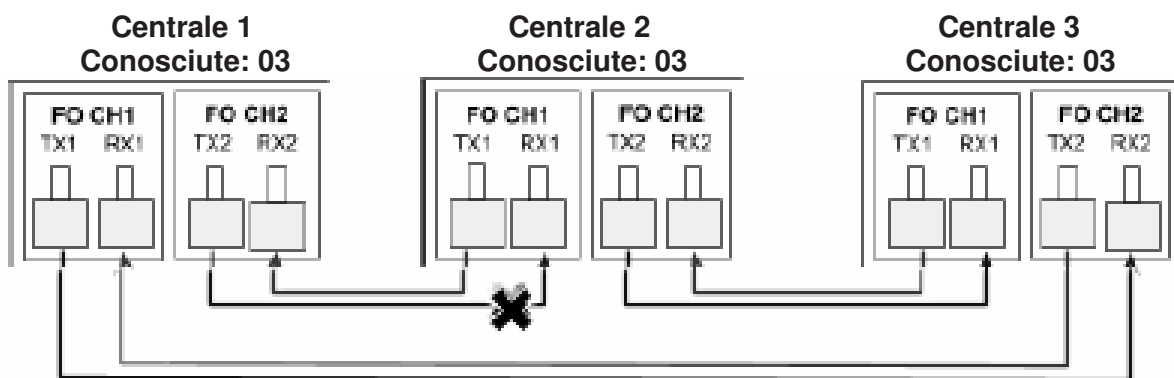 Centrale 1
Conosciute: 03
Centrale 2
Conosciute: 03
Centrale 3
Conosciute: 03
FO CH1
TX1 RX1
FO CH2
TX2 RX2
FO CH1
TX1 RX1
FO CH2
TX2 RX2
FO CH1
TX1 RX1
FO CH2
TX2 RX2